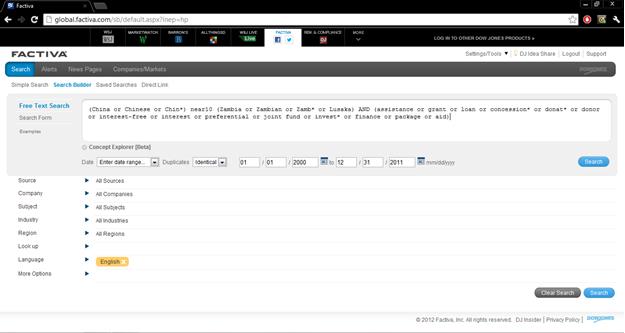 Factiva
global.factiva.com/sb/default.aspx?inep=hp
WSJ MARKETWATCH BARRON'S ALLTHINGSD WSJ LIVE FACTIVA RISK & COMPLIANCE MORE
LOG IN TO OTHER DOW JONES PRODUCTS »
FACTIVA
Settings/Tools DJ Idea Share Logout Support
Search Alerts News Pages Companies/Markets DOWJONES
Simple Search Search Builder Saved Searches Direct Link
Free Text Search
Search Form
Examples
(China or Chinese or Chin*) near10 (Zambia or Zambian or Zamb* or Lusaka) AND (assistance or grant or loan or concession* or donat* or donor
or interest-free or interest or preferential or joint fund or invest* or finance or package or aid)
Concept Explorer [Beta]
Date Enter date range... Duplicates Identical 01 / 01 / 2000 to 12 / 31 / 2011 mm/dd/yyyy Search
Source All Sources
Company All Companies
Subject All Subjects
Industry All Industries
Region All Regions
Look up
Language English
More Options
Clear Search Search
© 2012 Factiva, Inc. All rights reserved. DJ Insider | Privacy Policy | DOWJONES